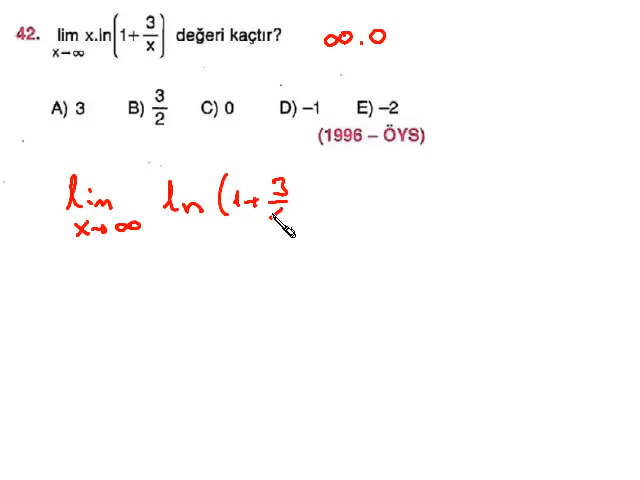 42. lim x→∞ x.ln(1+3/x) değeri kaçtır? ∞.0
A) 3 B) 3/2 C) 0 D) –1 E) –2
(1996 – ÖYS)
lim x→∞ ln (1+3/